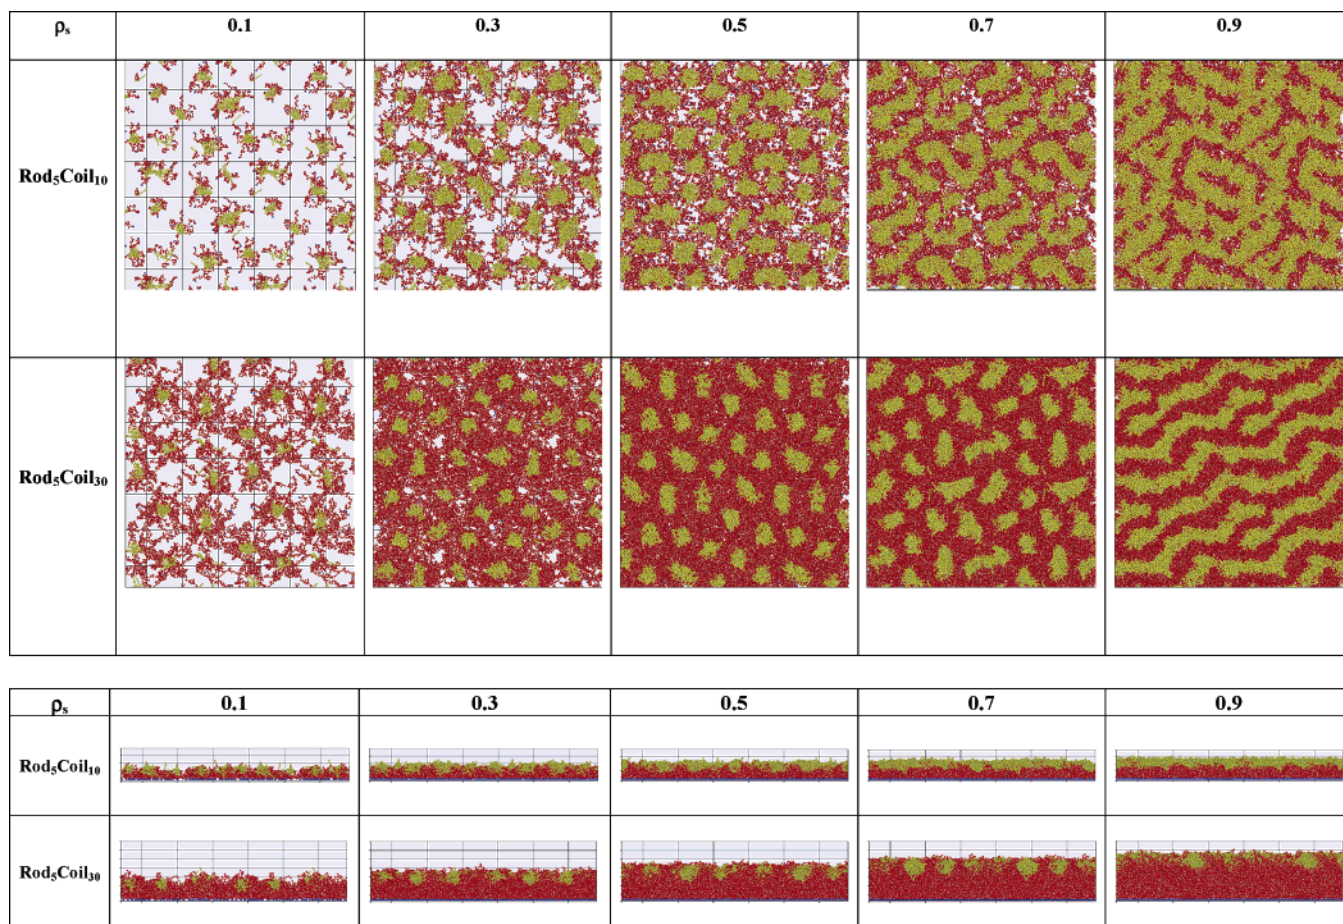 ρₛ 0.1 0.3 0.5 0.7 0.9
Rod₅Coil₁₀
Rod₅Coil₃₀
ρₛ 0.1 0.3 0.5 0.7 0.9
Rod₅Coil₁₀
Rod₅Coil₃₀